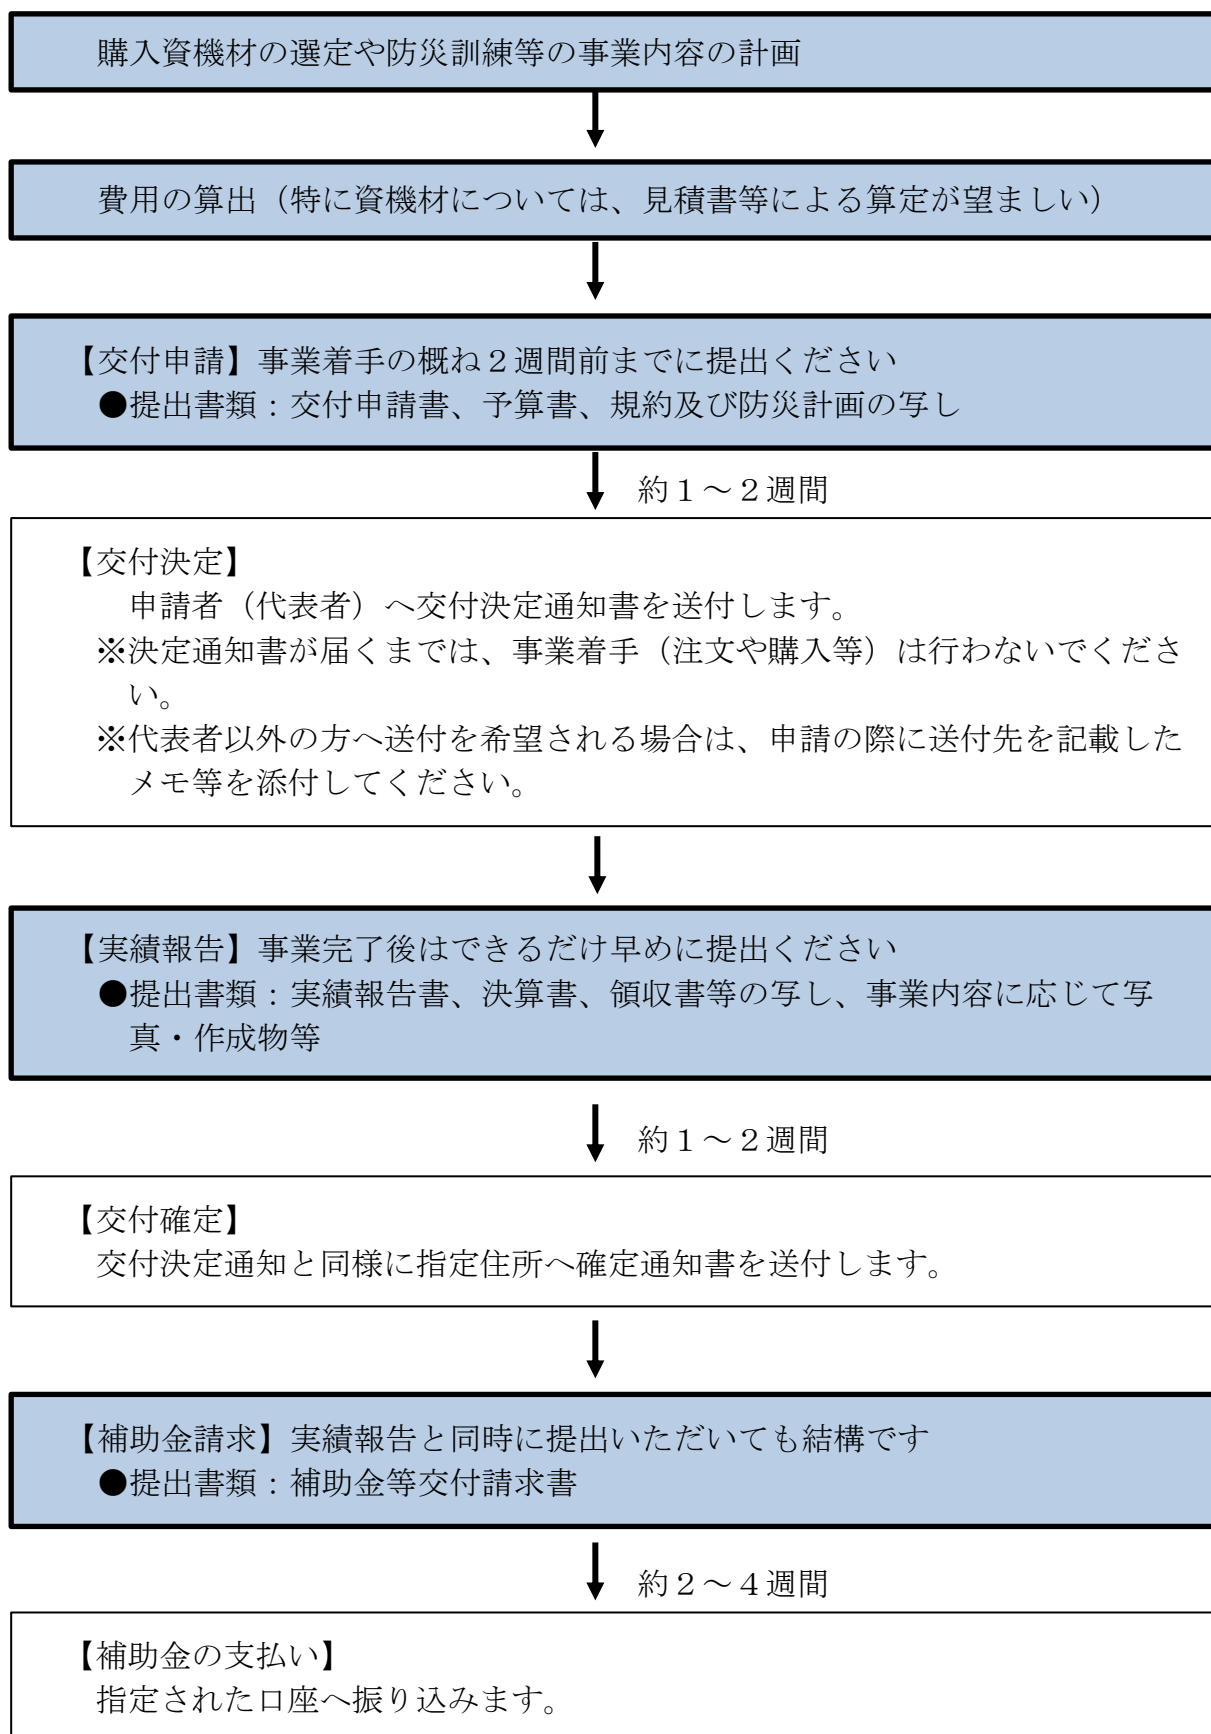 購入資機材の選定や防災訓練等の事業内容の計画
費用の算出（特に資機材については、見積書等による算定が望ましい）
【交付申請】事業着手の概ね２週間前までに提出ください
●提出書類：交付申請書、予算書、規約及び防災計画の写し
約１～２週間
【交付決定】
申請者（代表者）へ交付決定通知書を送付します。
※決定通知書が届くまでは、事業着手（注文や購入等）は行わないでくださ
い。
※代表者以外の方へ送付を希望される場合は、申請の際に送付先を記載した
メモ等を添付してください。
【実績報告】事業完了後はできるだけ早めに提出ください
●提出書類：実績報告書、決算書、領収書等の写し、事業内容に応じて写
真・作成物等
約１～２週間
【交付確定】
交付決定通知と同様に指定住所へ確定通知書を送付します。
【補助金請求】実績報告と同時に提出いただいても結構です
●提出書類：補助金等交付請求書
約２～４週間
【補助金の支払い】
指定された口座へ振り込みます。